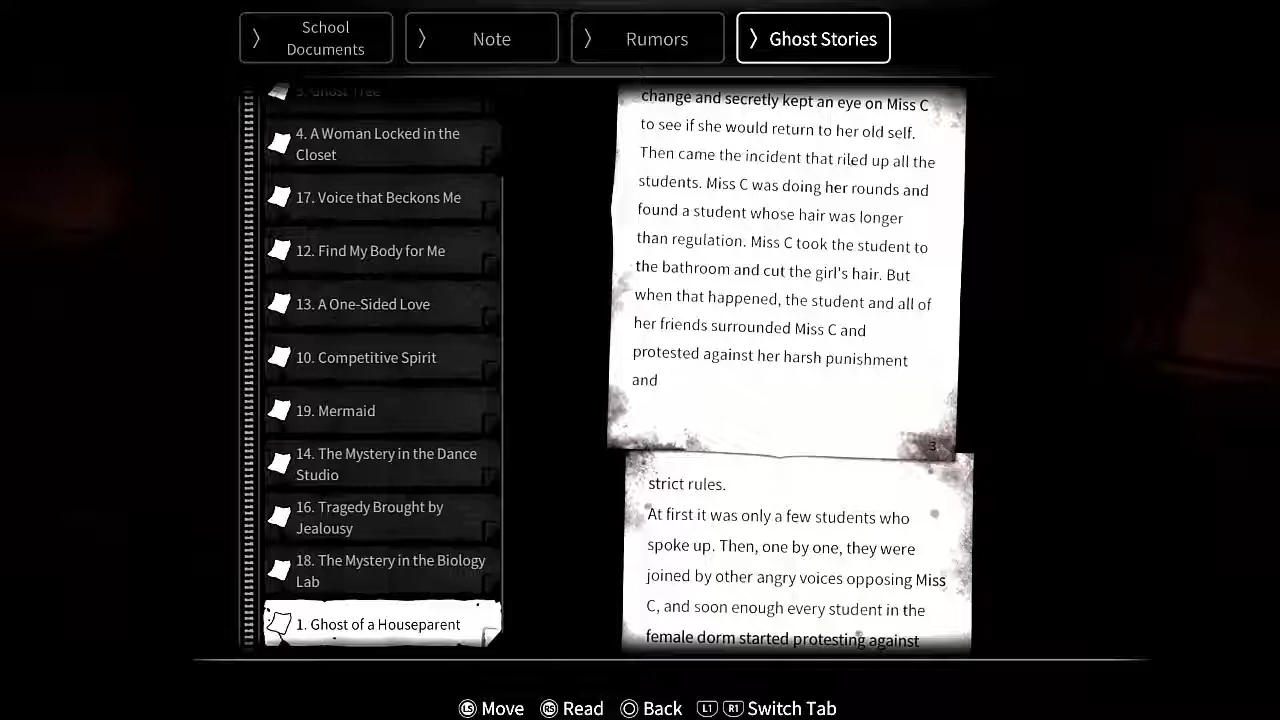 School
Documents
Note
Rumors
Ghost Stories
3. Ghost Tree
4. A Woman Locked in the
Closet
17. Voice that Beckons Me
12. Find My Body for Me
13. A One-Sided Love
10. Competitive Spirit
19. Mermaid
14. The Mystery in the Dance
Studio
16. Tragedy Brought by
Jealousy
18. The Mystery in the Biology
Lab
1. Ghost of a Houseparent
change and secretly kept an eye on Miss C
to see if she would return to her old self.
Then came the incident that riled up all the
students. Miss C was doing her rounds and
found a student whose hair was longer
than regulation. Miss C took the student to
the bathroom and cut the girl's hair. But
when that happened, the student and all of
her friends surrounded Miss C and
protested against her harsh punishment
and
3
strict rules.
At first it was only a few students who
spoke up. Then, one by one, they were
joined by other angry voices opposing Miss
C, and soon enough every student in the
female dorm started protesting against
LS Move RS Read Back L1 R1 Switch Tab